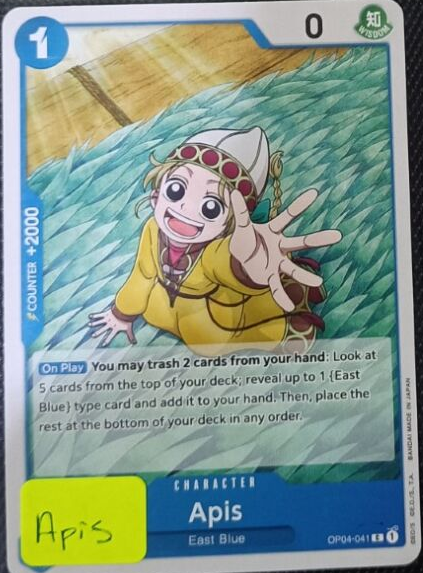 1
0
知
WISDOM
⚡COUNTER +2000
On Play You may trash 2 cards from your hand: Look at
5 cards from the top of your deck; reveal up to 1 {East
Blue} type card and add it to your hand. Then, place the
rest at the bottom of your deck in any order.
CHARACTER
Apis
East Blue
OP04-041 C 1
BANDAI MADE IN JAPAN
Apis